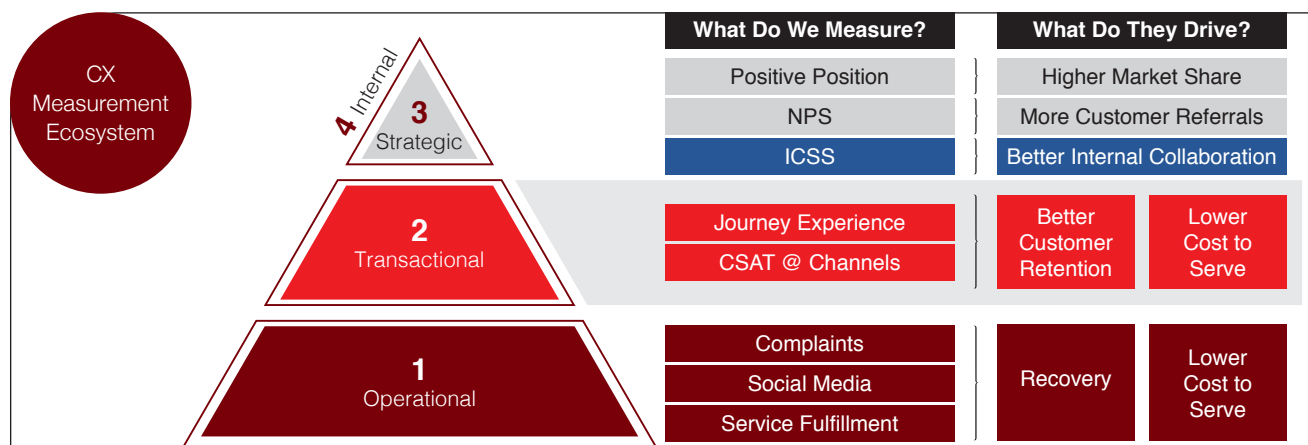 CX
Measurement
Ecosystem
4 Internal
3
Strategic
2
Transactional
1
Operational
What Do We Measure?
What Do They Drive?
Positive Position
Higher Market Share
NPS
More Customer Referrals
ICSS
Better Internal Collaboration
Journey Experience
CSAT @ Channels
Better
Customer
Retention
Lower
Cost to
Serve
Complaints
Social Media
Service Fulfillment
Recovery
Lower
Cost to
Serve